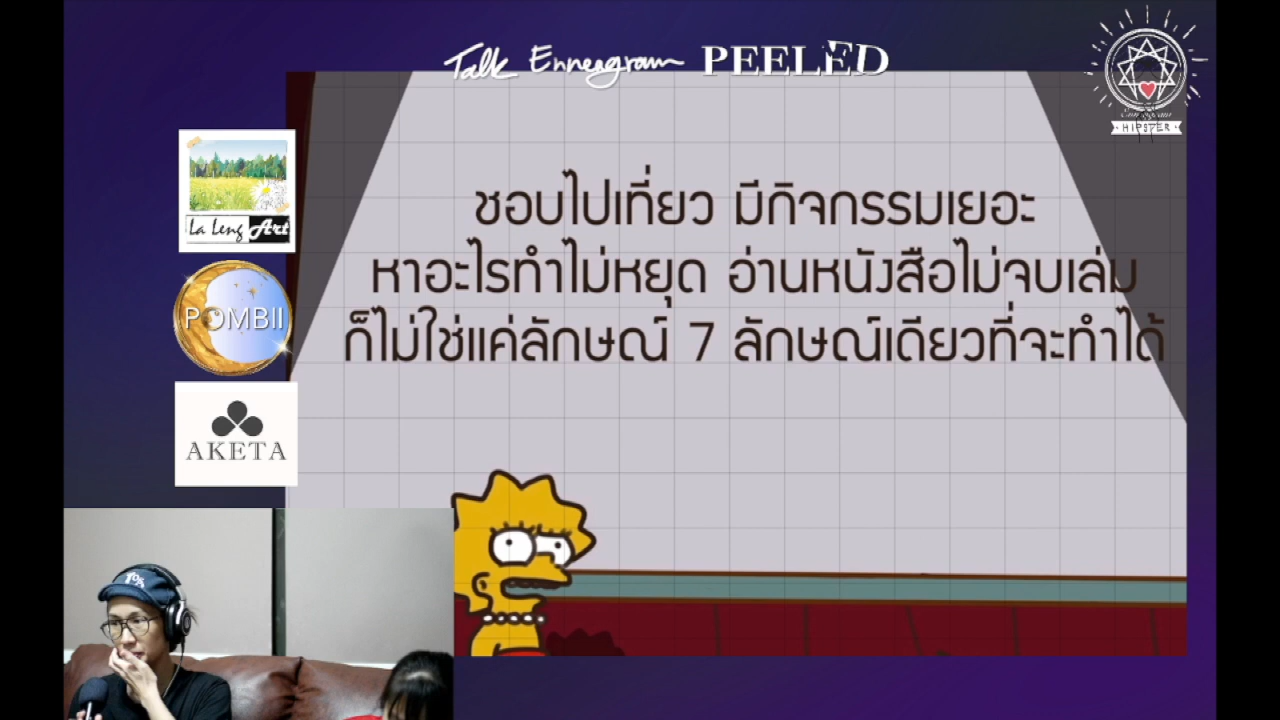 Talk Enneagram PEELED
Enneagram
HIPSTER
La Leng Art
POMBII
AKETA
ชอบไปเที่ยว มีกิจกรรมเยอะ
หาอะไรทำไม่หยุด อ่านหนังสือไม่จบเล่ม
ก็ไม่ใช่แค่ลักษณ์ 7 ลักษณ์เดียวที่จะทำได้